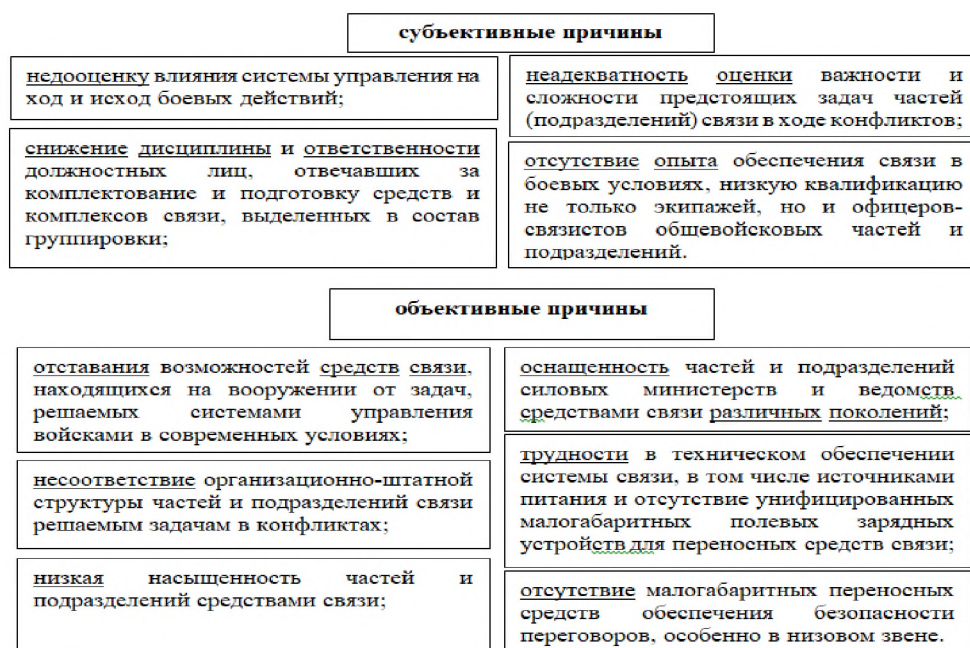 субъективные причины
недооценку влияния системы управления на
ход и исход боевых действий;
снижение дисциплины и ответственности
должностных лиц, отвечавших за
комплектование и подготовку средств и
комплексов связи, выделенных в состав
группировки;
неадекватность оценки важности и
сложности предстоящих задач частей
(подразделений) связи в ходе конфликтов;
отсутствие опыта обеспечения связи в
боевых условиях, низкую квалификацию
не только экипажей, но и офицеров-
связистов общевойсковых частей и
подразделений.
объективные причины
отставания возможностей средств связи,
находящихся на вооружении от задач,
решаемых системами управления
войсками в современных условиях;
несоответствие организационно-штатной
структуры частей и подразделений связи
решаемым задачам в конфликтах;
низкая насыщенность частей и
подразделений средствами связи;
оснащенность частей и подразделений
силовых министерств и ведомств
средствами связи различных поколений;
трудности в техническом обеспечении
системы связи, в том числе источниками
питания и отсутствие унифицированных
малогабаритных полевых зарядных
устройств для переносных средств связи;
отсутствие малогабаритных переносных
средств обеспечения безопасности
переговоров, особенно в низовом звене.